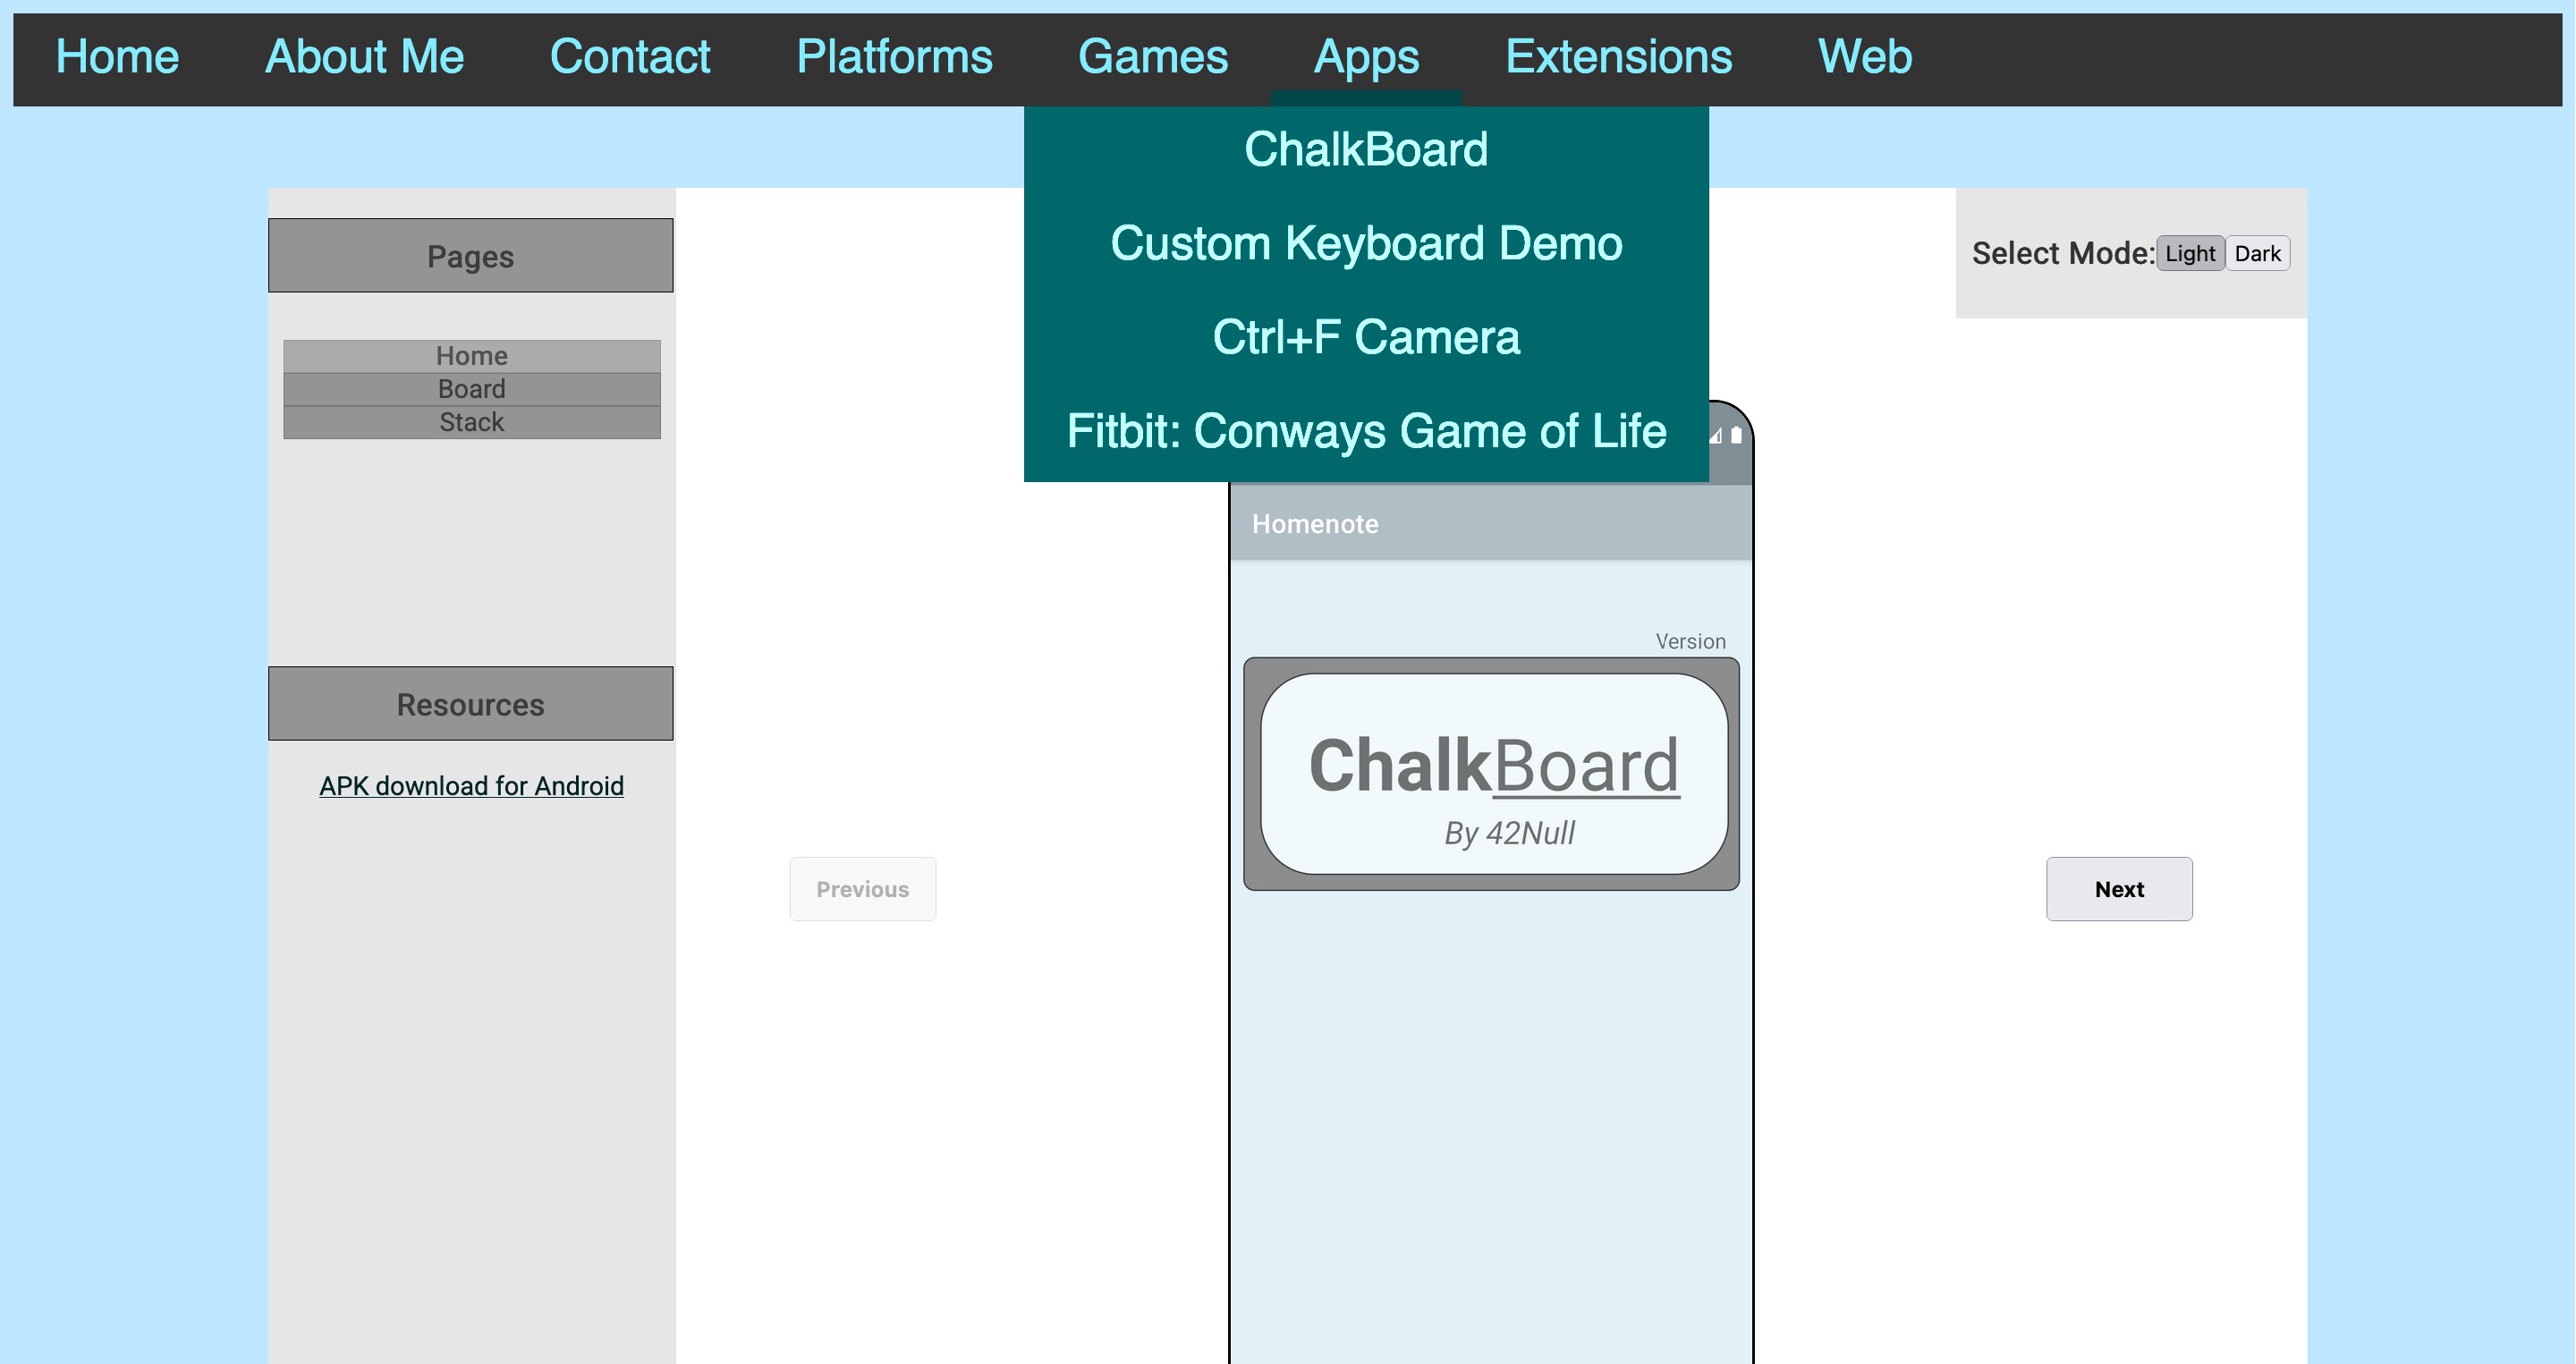 Home About Me Contact Platforms Games Apps Extensions Web
ChalkBoard
Custom Keyboard Demo
Ctrl+F Camera
Fitbit: Conways Game of Life
Pages
Home
Board
Stack
Resources
APK download for Android
Select Mode: Light Dark
Previous
Homenote
Version
ChalkBoard
By 42Null
Next